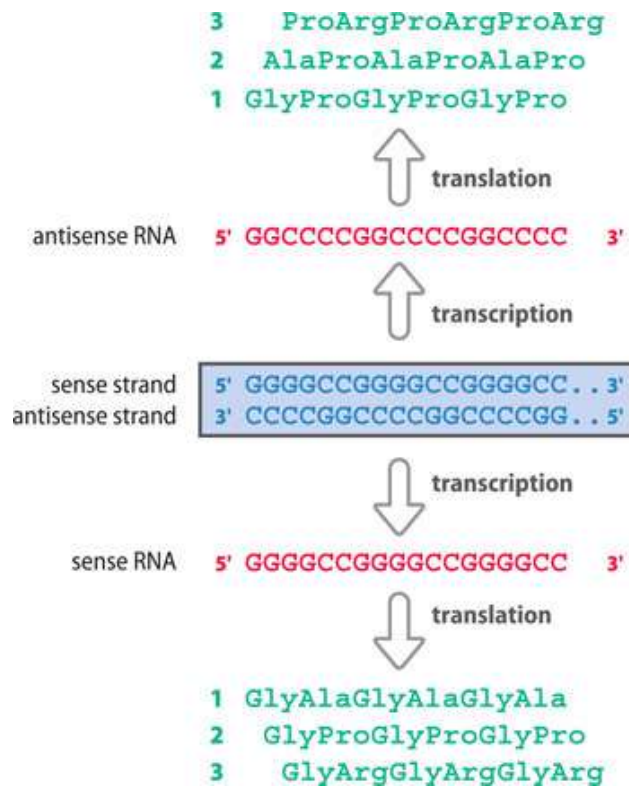 3 ProArgProArgProArg
2 AlaProAlaProAlaPro
1 GlyProGlyProGlyPro
translation
antisense RNA 5' GGCCCCGGCCCCGGCCCC 3'
transcription
sense strand 5' GGGGCCGGGGCCGGGGCC..3'
antisense strand 3' CCCCGGCCCCGGCCCCGG..5'
transcription
sense RNA 5' GGGGCCGGGGCCGGGGCC 3'
translation
1 GlyAlaGlyAlaGlyAla
2 GlyProGlyProGlyPro
3 GlyArgGlyArgGlyArg